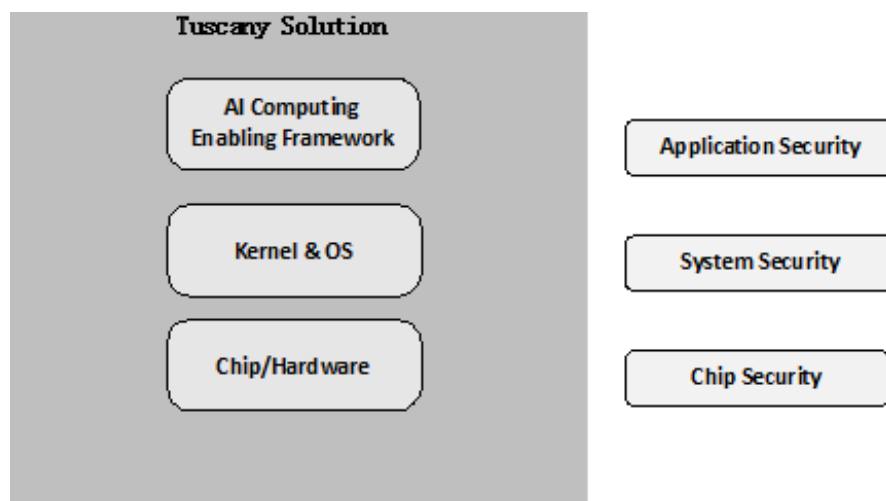 Tuscany Solution
AI Computing
Enabling Framework
Kernel & OS
Chip/Hardware
Application Security
System Security
Chip Security